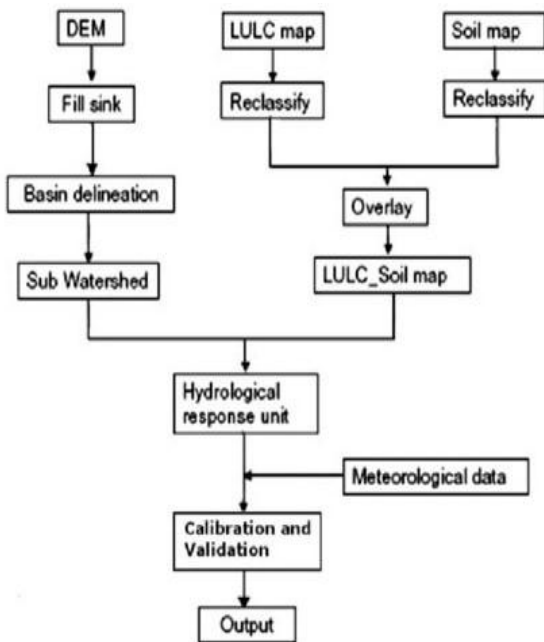 DEM
LULC map
Soil map
Fill sink
Reclassify
Reclassify
Basin delineation
Overlay
Sub Watershed
LULC_Soil map
Hydrological
response unit
Meteorological data
Calibration and
Validation
Output